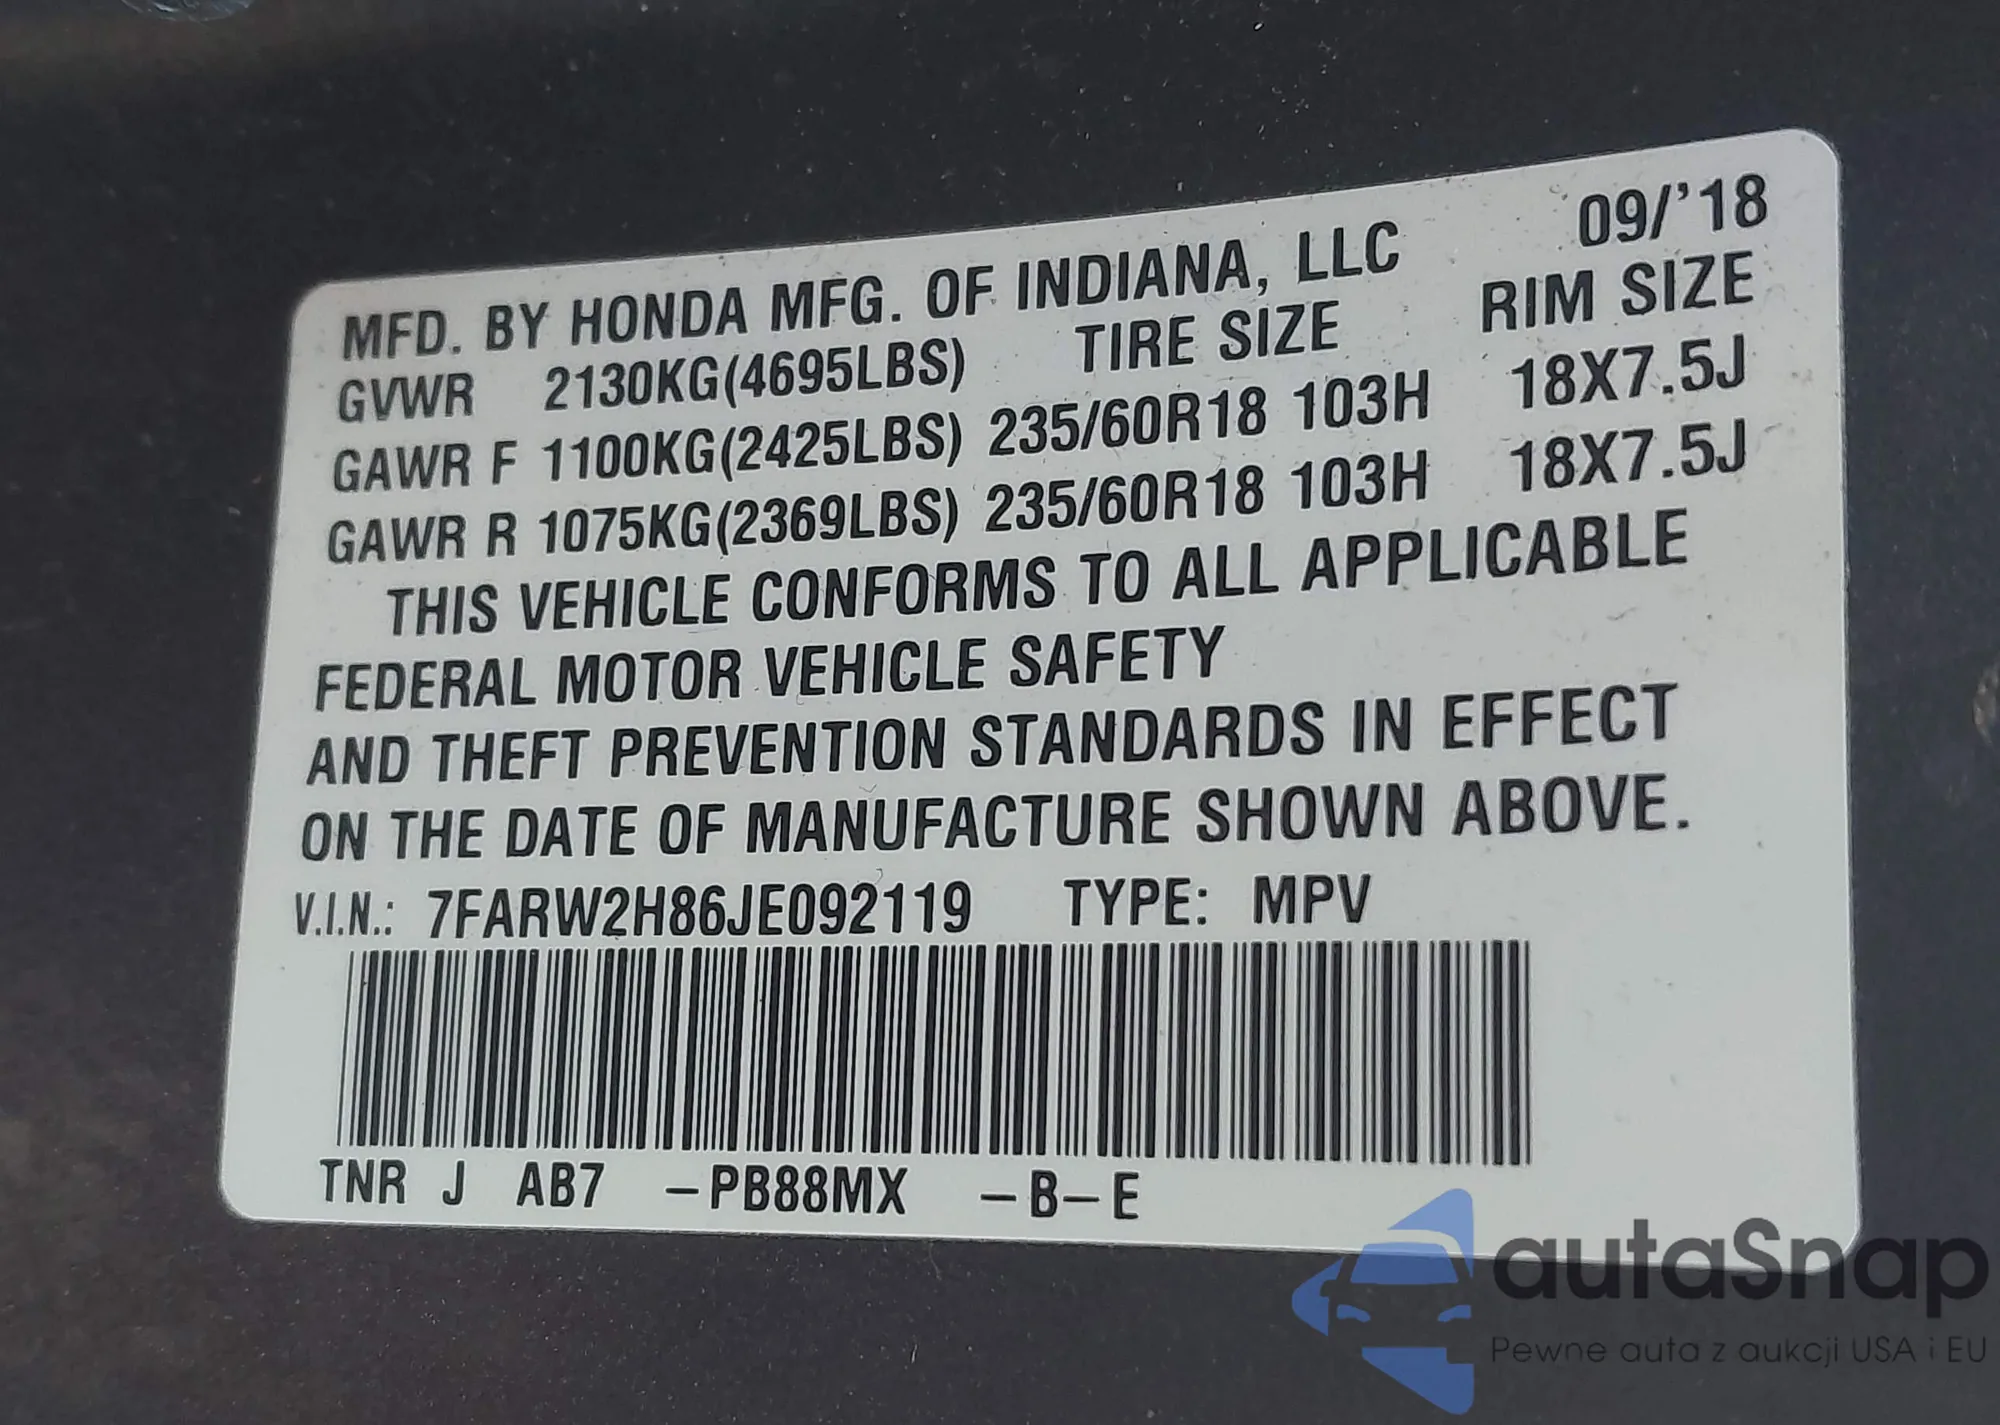 MFD. BY HONDA MFG. OF INDIANA, LLC 09/'18
GVWR 2130KG(4695LBS) TIRE SIZE RIM SIZE
GAWR F 1100KG(2425LBS) 235/60R18 103H 18X7.5J
GAWR R 1075KG(2369LBS) 235/60R18 103H 18X7.5J
THIS VEHICLE CONFORMS TO ALL APPLICABLE
FEDERAL MOTOR VEHICLE SAFETY
AND THEFT PREVENTION STANDARDS IN EFFECT
ON THE DATE OF MANUFACTURE SHOWN ABOVE.
V.I.N.: 7FARW2H86JE092119 TYPE: MPV
TNR J AB7 -PB88MX -B-E
autaSnap
Pewne auta z aukcji USA i EU